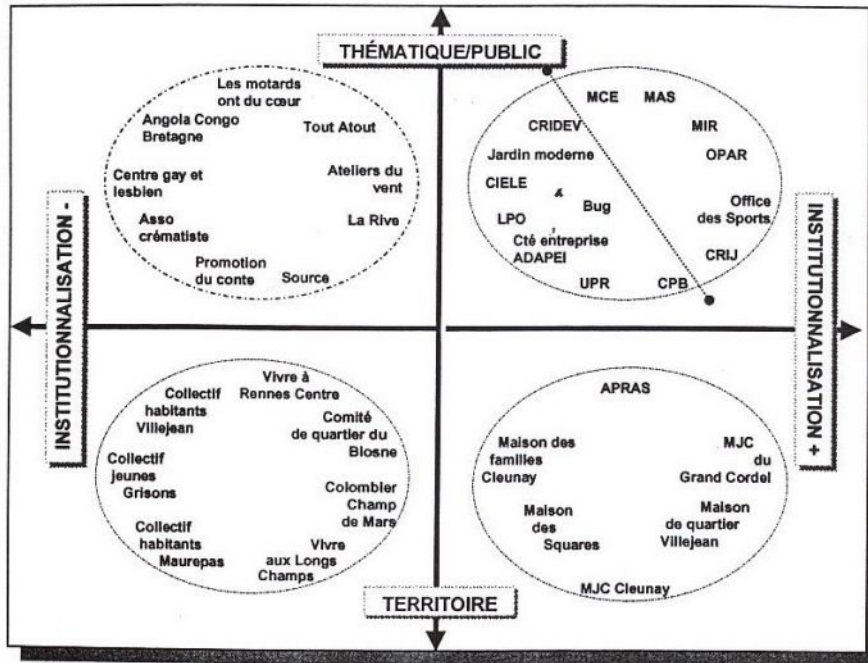 THÉMATIQUE/PUBLIC
INSTITUTIONNALISATION -
INSTITUTIONNALISATION +
TERRITOIRE
Les motards
ont du cœur
Angola Congo
Bretagne
Tout Atout
Centre gay et
lesbien
Ateliers du
vent
Asso
crématiste
La Rive
Promotion
du conte
Source
MCE
MAS
CRIDEV
MIR
Jardin moderne
OPAR
CIELE
Bug
Office
des Sports
LPO
Cté entreprise
ADAPEI
CRIJ
UPR
CPB
Vivre à
Rennes Centre
Collectif
habitants
Villejean
Comité
de quartier du
Blosne
Collectif
jeunes
Grisons
Colombier
Champ
de Mars
Collectif
habitants
Maurepas
Vivre
aux Longs
Champs
APRAS
Maison des
familles
Cleunay
MJC
du
Grand Cordel
Maison
des
Squares
Maison
de quartier
Villejean
MJC Cleunay